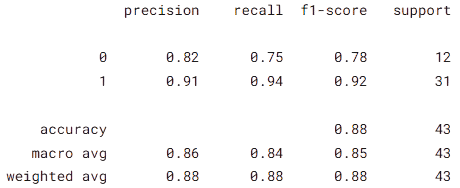 precision recall f1-score support
0 0.82 0.75 0.78 12
1 0.91 0.94 0.92 31
accuracy 0.88 43
macro avg 0.86 0.84 0.85 43
weighted avg 0.88 0.88 0.88 43